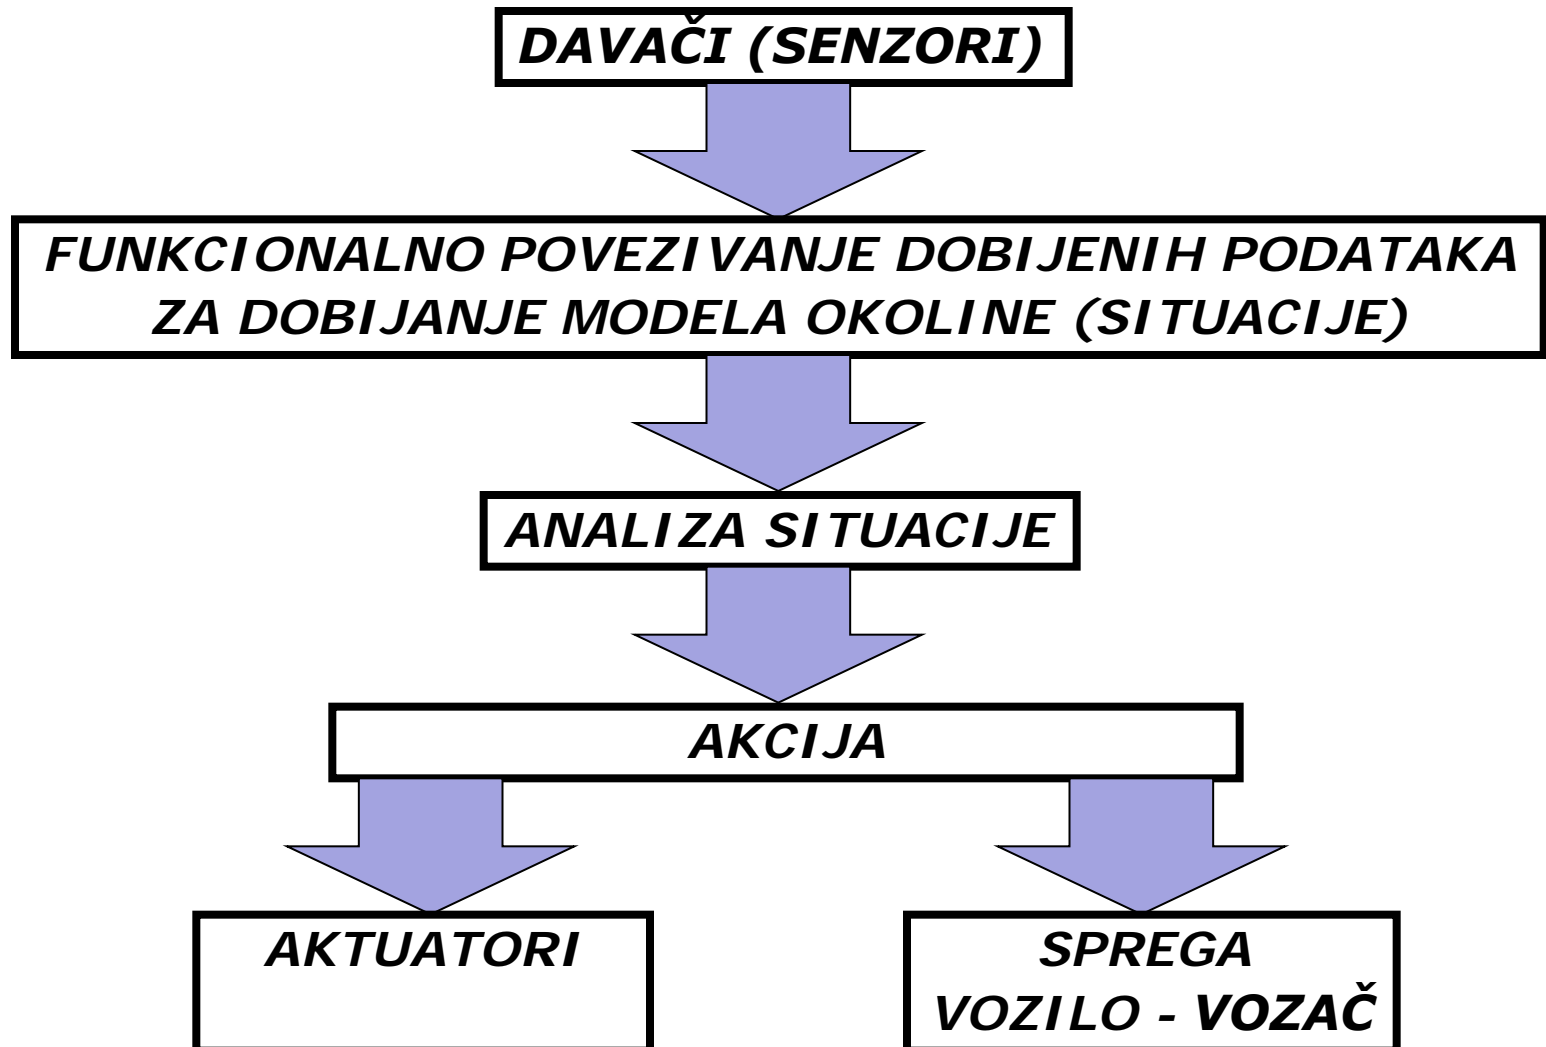 DAVAČI (SENZORI)
FUNKCIONALNO POVEZIVANJE DOBIJENIH PODATAKA
ZA DOBIJANJE MODELA OKOLINE (SITUACIJE)
ANALIZA SITUACIJE
AKCIJA
AKTUATORI
SPREGA
VOZILO - VOZAČ